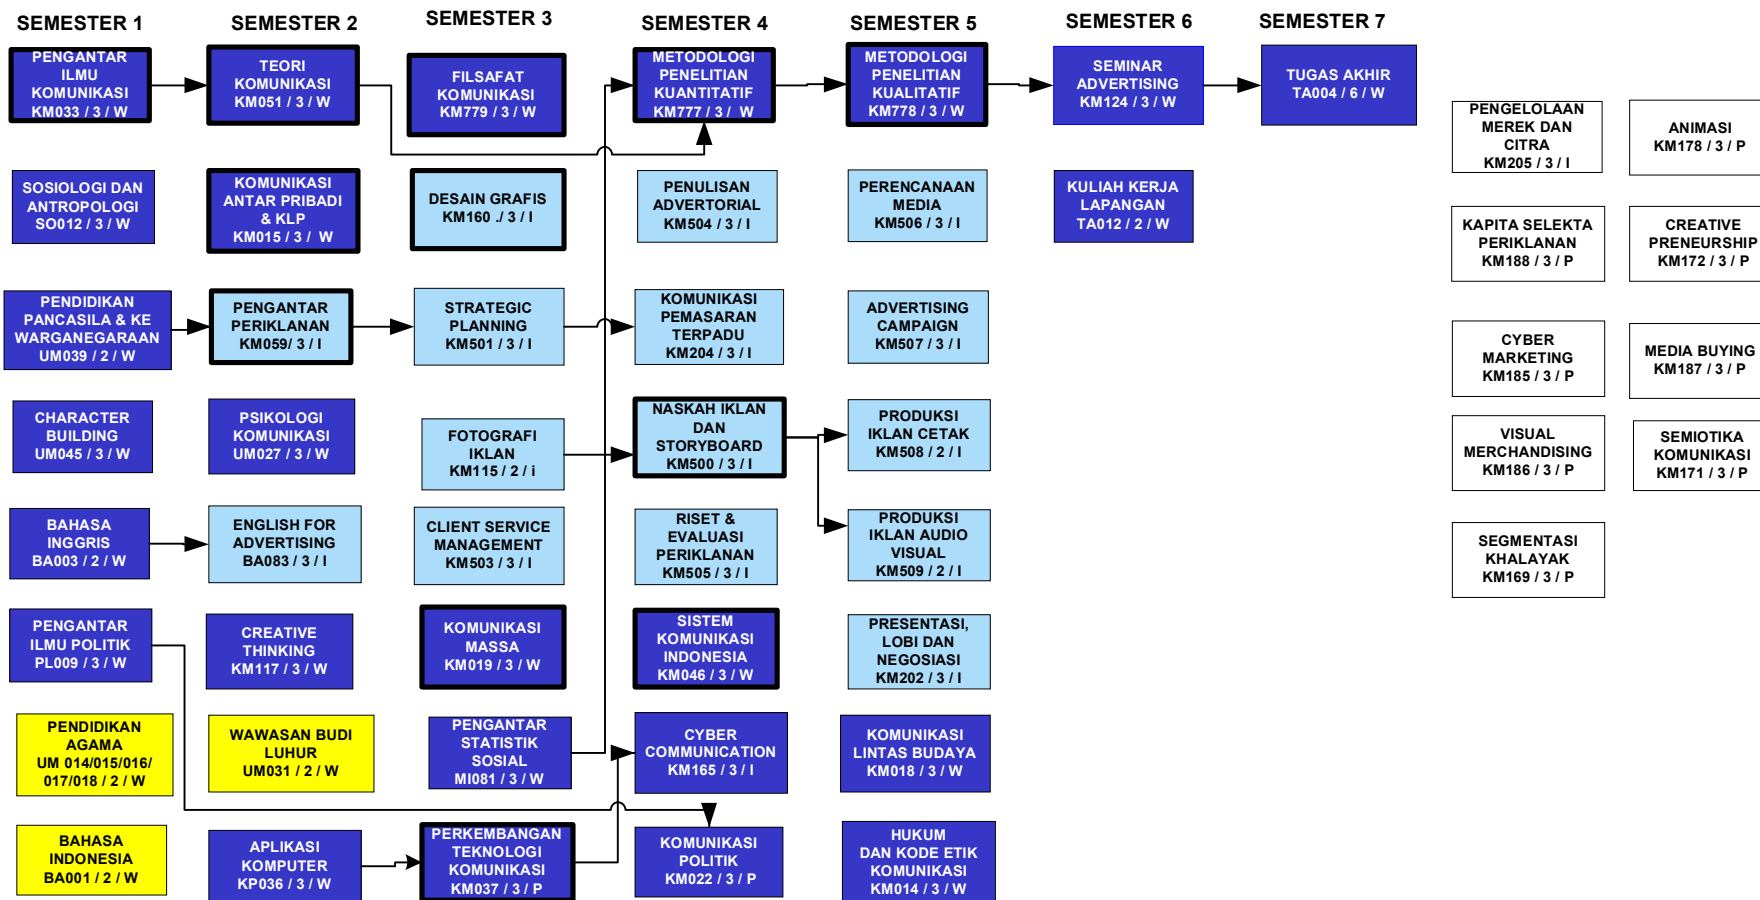 SEMESTER 1
PENGANTAR
ILMU
KOMUNIKASI
KM033 / 3 / W
SOSIOLOGI DAN
ANTROPOLOGI
SO012 / 3 / W
PENDIDIKAN
PANCASILA & KE
WARGANEGARAAN
UM039 / 2 / W
CHARACTER
BUILDING
UM045 / 3 / W
BAHASA
INGGRIS
BA003 / 2 / W
PENGANTAR
ILMU POLITIK
PL009 / 3 / W
PENDIDIKAN
AGAMA
UM 014/015/016/
017/018 / 2 / W
BAHASA
INDONESIA
BA001 / 2 / W
SEMESTER 2
TEORI
KOMUNIKASI
KM051 / 3 / W
KOMUNIKASI
ANTAR PRIBADI
& KLP
KM015 / 3 / W
PENGANTAR
PERIKLANAN
KM059/ 3 / I
PSIKOLOGI
KOMUNIKASI
UM027 / 3 / W
ENGLISH FOR
ADVERTISING
BA083 / 3 / I
CREATIVE
THINKING
KM117 / 3 / W
WAWASAN BUDI
LUHUR
UM031 / 2 / W
APLIKASI
KOMPUTER
KP036 / 3 / W
SEMESTER 3
FILSAFAT
KOMUNIKASI
KM779 / 3 / W
DESAIN GRAFIS
KM160 ./ 3 / I
STRATEGIC
PLANNING
KM501 / 3 / I
FOTOGRAFI
IKLAN
KM115 / 2 / i
CLIENT SERVICE
MANAGEMENT
KM503 / 3 / I
KOMUNIKASI
MASSA
KM019 / 3 / W
PENGANTAR
STATISTIK
SOSIAL
MI081 / 3 / W
PERKEMBANGAN
TEKNOLOGI
KOMUNIKASI
KM037 / 3 / P
SEMESTER 4
METODOLOGI
PENELITIAN
KUANTITATIF
KM777 / 3 / W
PENULISAN
ADVERTORIAL
KM504 / 3 / I
KOMUNIKASI
PEMASARAN
TERPADU
KM204 / 3 / I
NASKAH IKLAN
DAN
STORYBOARD
KM500 / 3 / I
RISET &
EVALUASI
PERIKLANAN
KM505 / 3 / I
SISTEM
KOMUNIKASI
INDONESIA
KM046 / 3 / W
CYBER
COMMUNICATION
KM165 / 3 / I
KOMUNIKASI
POLITIK
KM022 / 3 / P
SEMESTER 5
METODOLOGI
PENELITIAN
KUALITATIF
KM778 / 3 / W
PERENCANAAN
MEDIA
KM506 / 3 / I
ADVERTISING
CAMPAIGN
KM507 / 3 / I
PRODUKSI
IKLAN CETAK
KM508 / 2 / I
PRODUKSI
IKLAN AUDIO
VISUAL
KM509 / 2 / I
PRESENTASI,
LOBI DAN
NEGOSIASI
KM202 / 3 / I
KOMUNIKASI
LINTAS BUDAYA
KM018 / 3 / W
HUKUM
DAN KODE ETIK
KOMUNIKASI
KM014 / 3 / W
SEMESTER 6
SEMINAR
ADVERTISING
KM124 / 3 / W
KULIAH KERJA
LAPANGAN
TA012 / 2 / W
SEMESTER 7
TUGAS AKHIR
TA004 / 6 / W
PENGELOLAAN
MEREK DAN
CITRA
KM205 / 3 / I
KAPITA SELEKTA
PERIKLANAN
KM188 / 3 / P
CYBER
MARKETING
KM185 / 3 / P
VISUAL
MERCHANDISING
KM186 / 3 / P
SEGMENTASI
KHALAYAK
KM169 / 3 / P
ANIMASI
KM178 / 3 / P
CREATIVE
PRENEURSHIP
KM172 / 3 / P
MEDIA BUYING
KM187 / 3 / P
SEMIOTIKA
KOMUNIKASI
KM171 / 3 / P